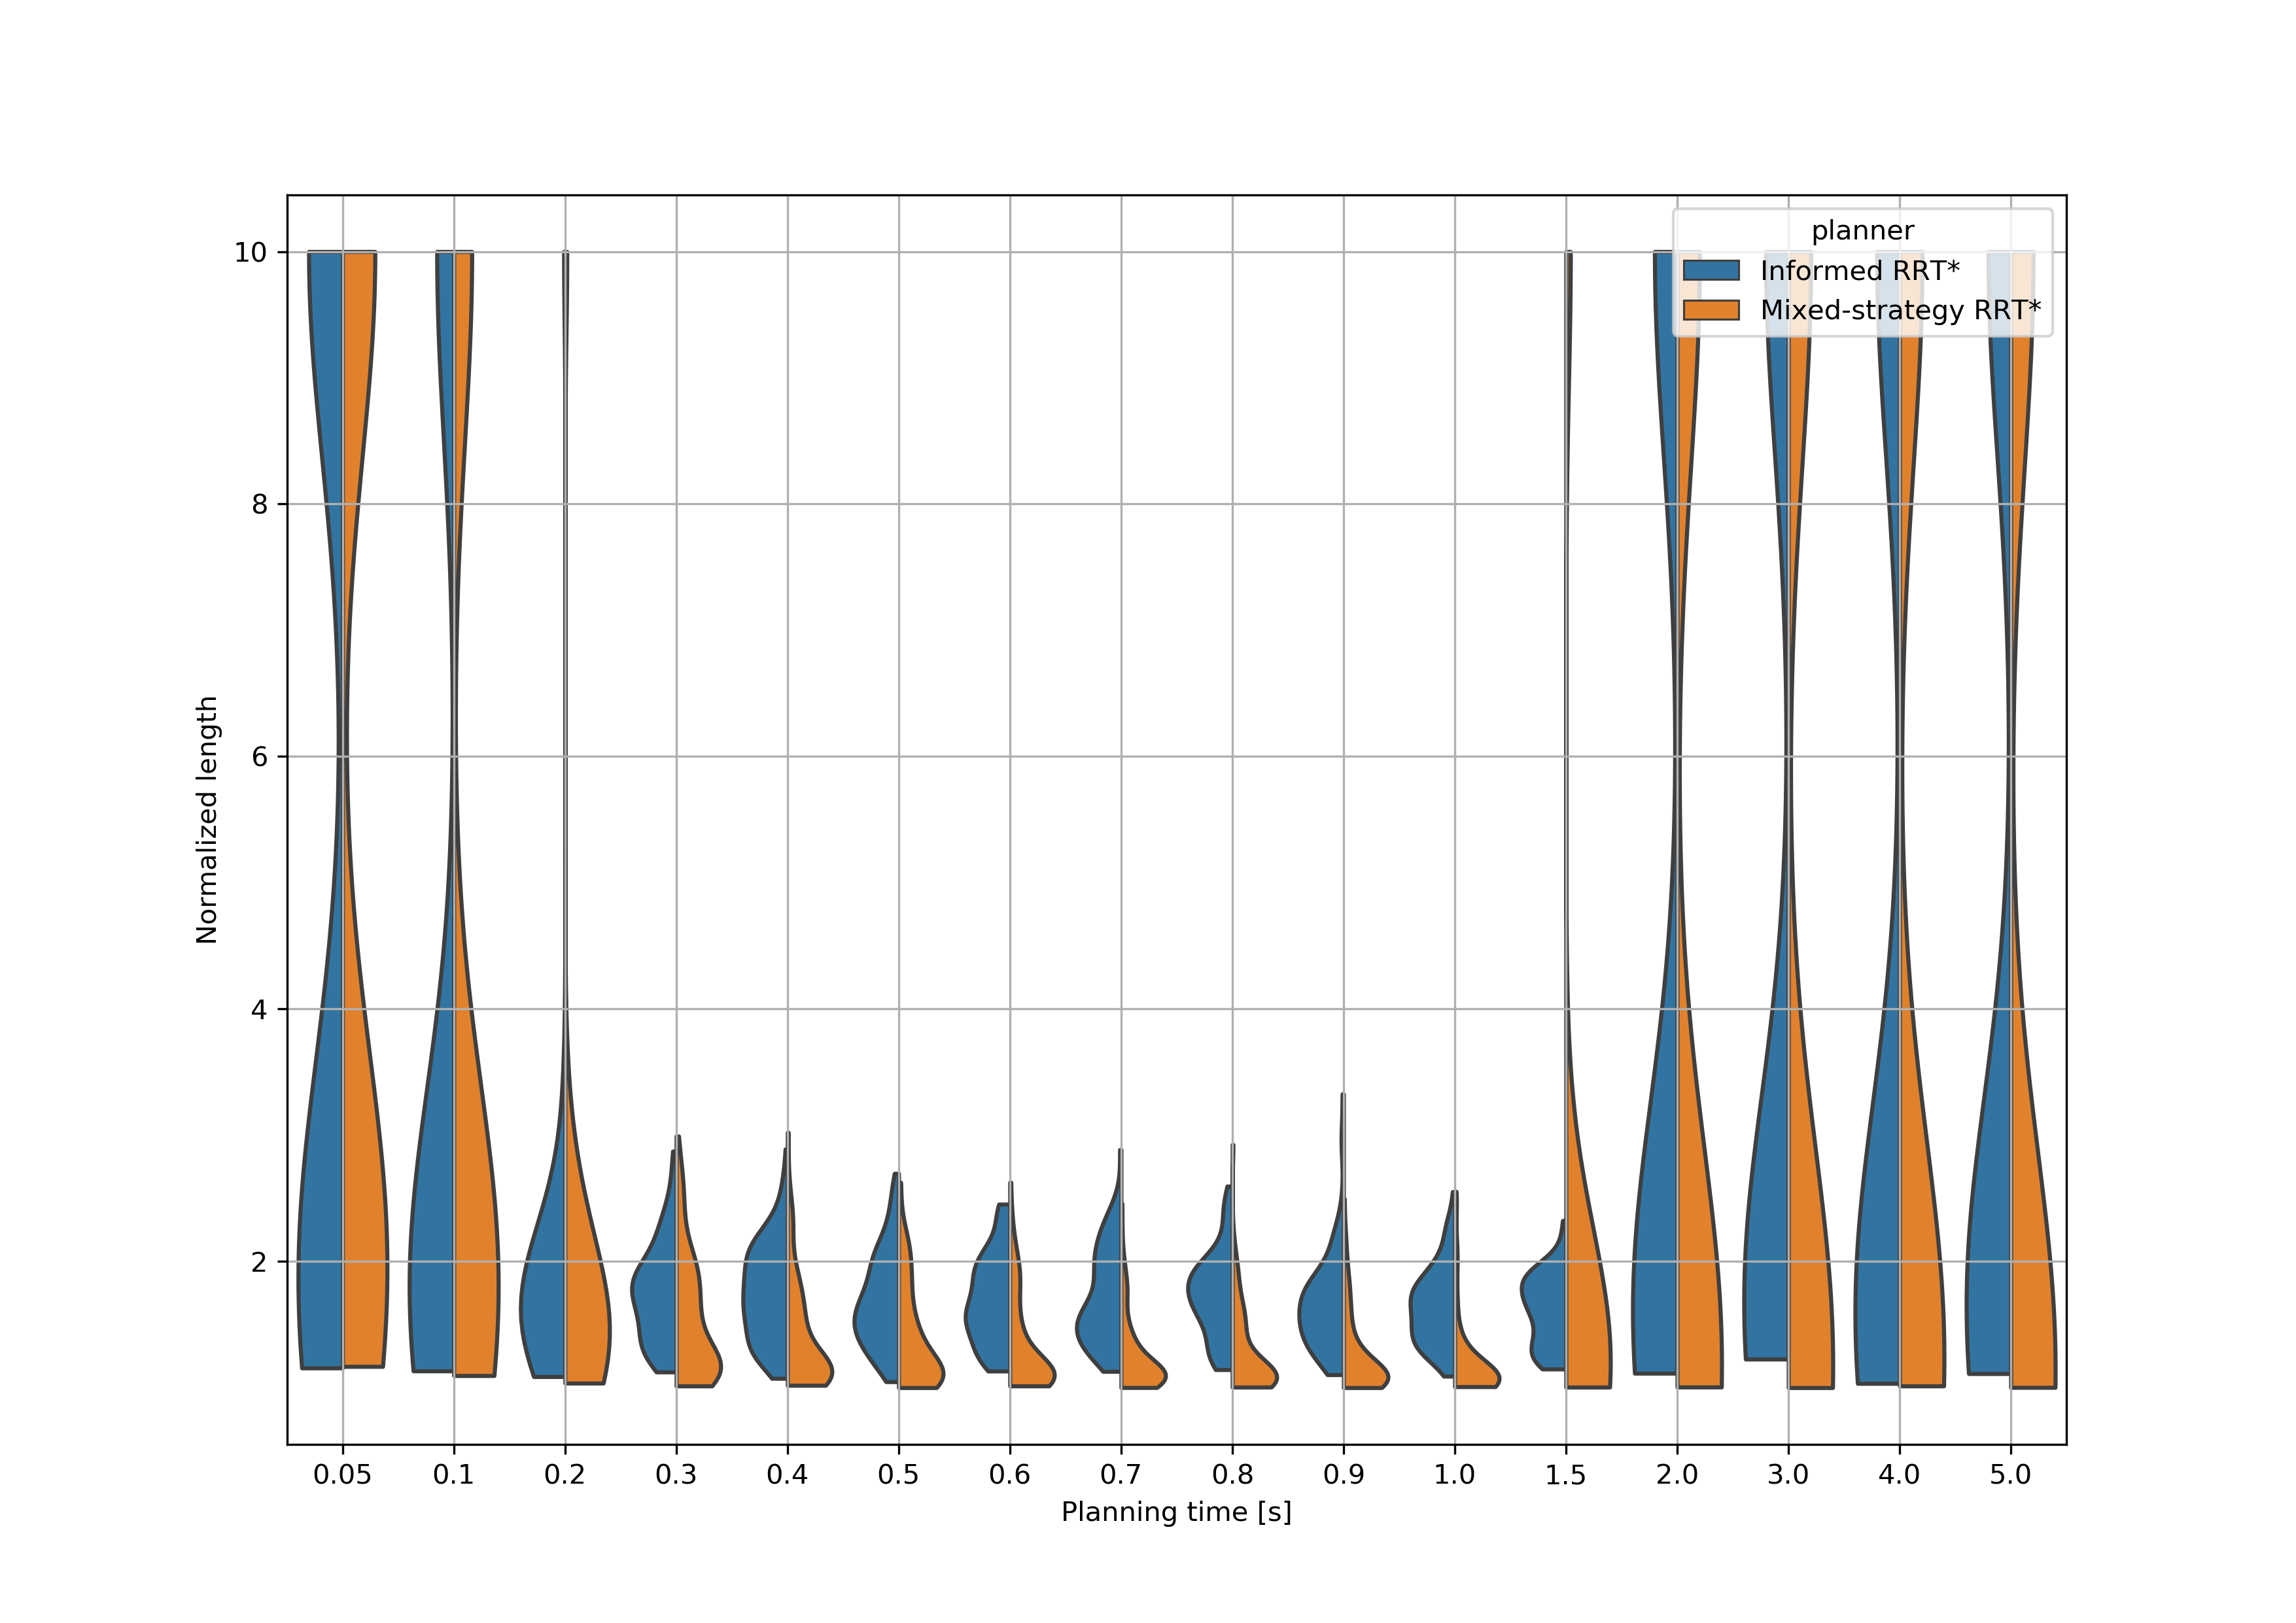 planner
Informed RRT*
Mixed-strategy RRT*
10
8
6
4
2
Normalized length
0.05 0.1 0.2 0.3 0.4 0.5 0.6 0.7 0.8 0.9 1.0 1.5 2.0 3.0 4.0 5.0
Planning time [s]